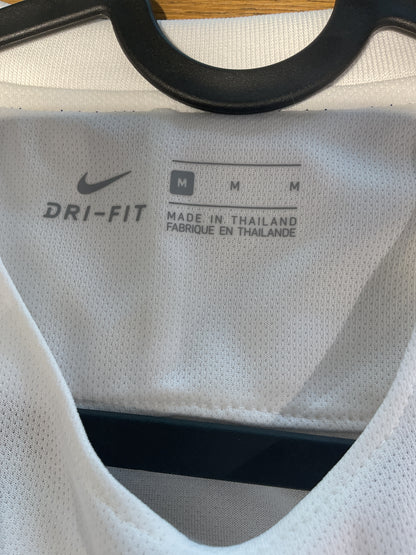 M M M
DRI-FIT
MADE IN THAILAND
FABRIQUE EN THAILANDE